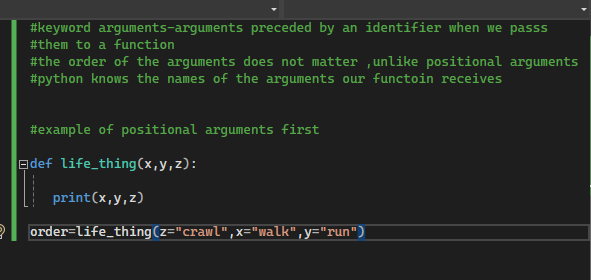 #keyword arguments-arguments preceded by an identifier when we passs
#them to a function
#the order of the arguments does not matter ,unlike positional arguments
#python knows the names of the arguments our functoin receives
#example of positional arguments first
def life_thing(x,y,z):
print(x,y,z)
order=life_thing(z="crawl",x="walk",y="run")